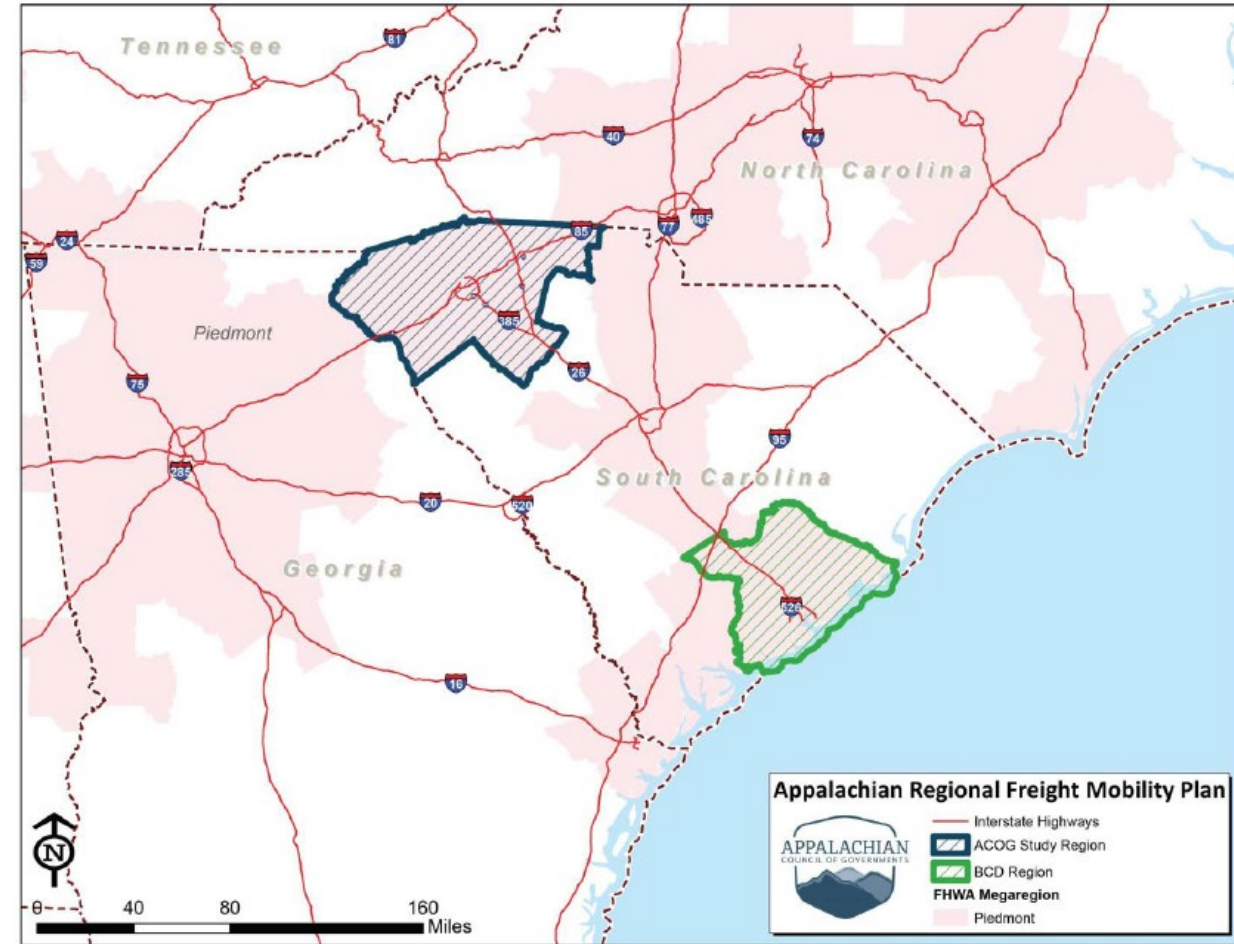 Tennessee
81
40
74
North Carolina
77
485
85
24
59
Piedmont
385
26
75
95
285
South Carolina
20
520
Georgia
526
16
N
0 40 80 160
Miles
Appalachian Regional Freight Mobility Plan
APPALACHIAN
COUNCIL OF GOVERNMENTS
Interstate Highways
ACOG Study Region
BCD Region
FHWA Megaregion
Piedmont